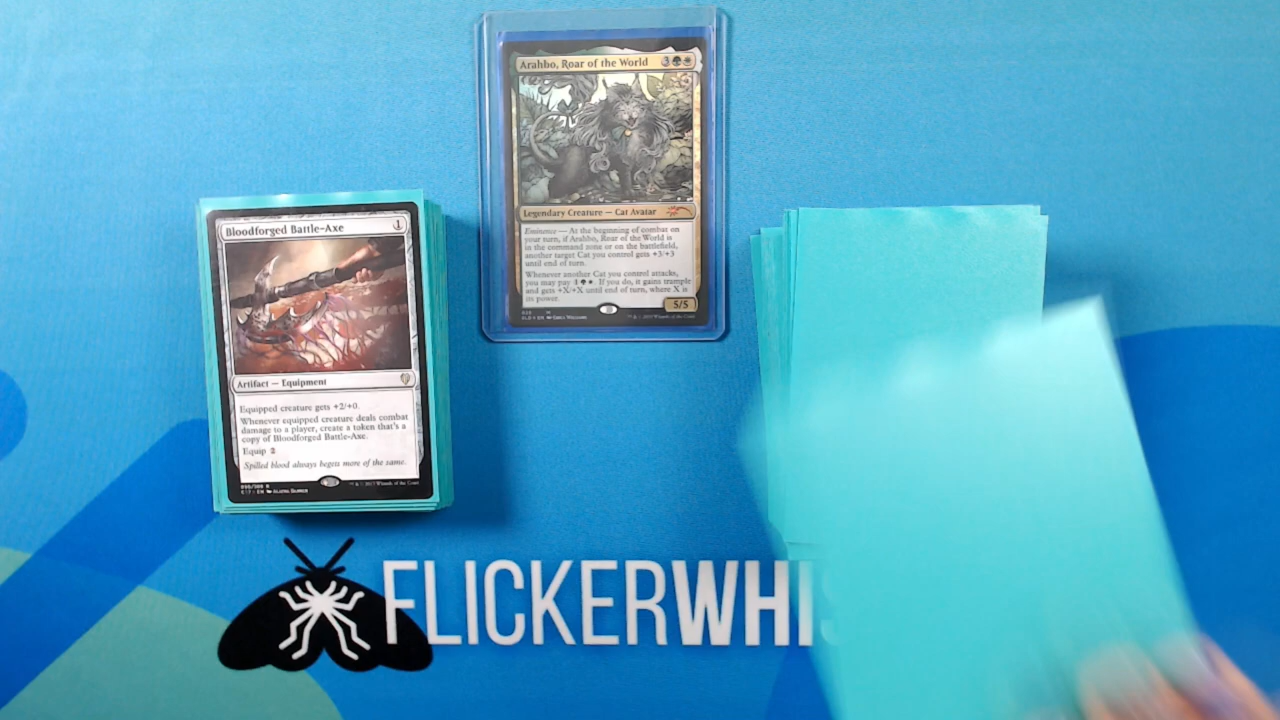 Arahbo, Roar of the World 3
Legendary Creature — Cat Avatar
Eminence — At the beginning of combat on
your turn, if Arahbo, Roar of the World is
in the command zone or on the battlefield,
another target Cat you control gets +3/+3
until end of turn.
Whenever another Cat you control attacks,
you may pay 1 . If you do, it gains trample
and gets +X/+X until end of turn, where X is
its power.
5/5
Bloodforged Battle-Axe 1
Artifact — Equipment
Equipped creature gets +2/+0.
Whenever equipped creature deals combat
damage to a player, create a token that's a
copy of Bloodforged Battle-Axe.
Equip 2
Spilled blood always begets more of the same.
FLICKERWHI